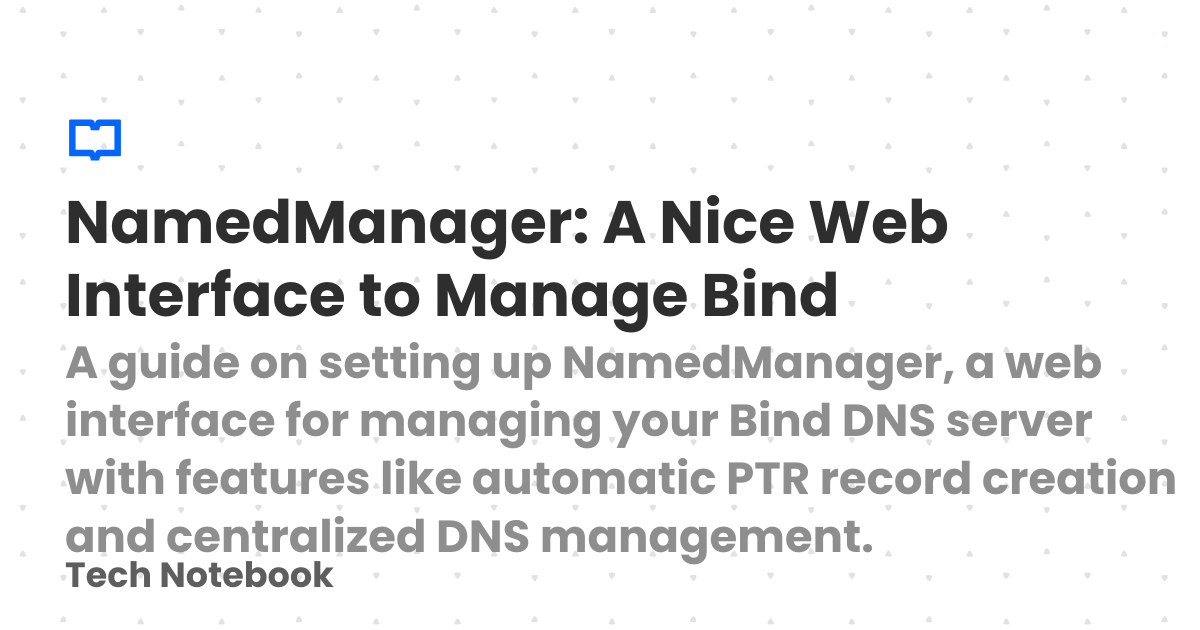 NamedManager: A Nice Web
Interface to Manage Bind
A guide on setting up NamedManager, a web
interface for managing your Bind DNS server
with features like automatic PTR record creation
and centralized DNS management.
Tech Notebook